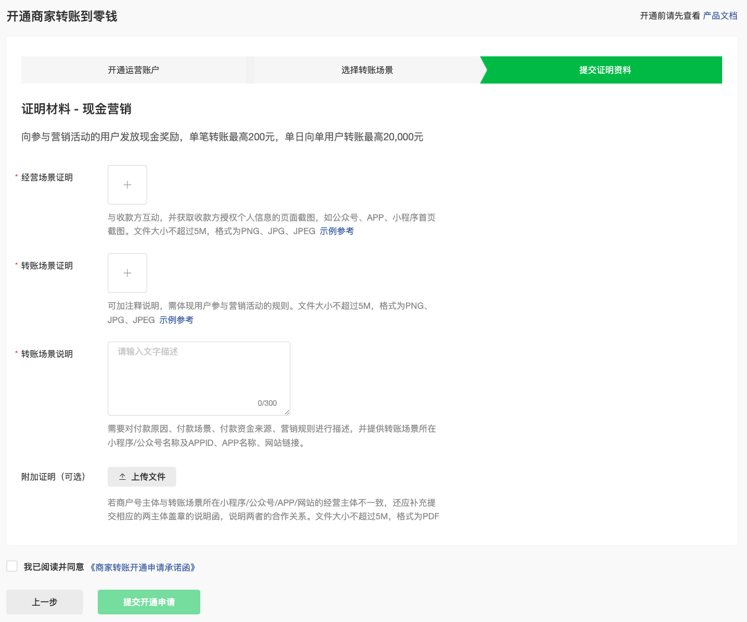 开通商家转账到零钱
开通前请先查看 产品文档
开通运营账户
选择转账场景
提交证明资料
证明材料 - 现金营销
向参与营销活动的用户发放现金奖励，单笔转账最高200元，单日向单用户转账最高20,000元
* 经营场景证明
+
与收款方互动，并获取收款方授权个人信息的页面截图，如公众号、APP、小程序首页
截图。文件大小不超过5M，格式为PNG、JPG、JPEG 示例参考
* 转账场景证明
+
可加注释说明，需体现用户参与营销活动的规则。文件大小不超过5M，格式为PNG、
JPG、JPEG 示例参考
* 转账场景说明
请输入文字描述
0/300
需要对付款原因、付款场景、付款资金来源、营销规则进行描述，并提供转账场景所在
小程序/公众号名称及APPID、APP名称、网站链接。
附加证明（可选）
上传文件
若商户号主体与转账场景所在小程序/公众号/APP/网站的经营主体不一致，还应补充提
交相应的两主体盖章的说明函，说明两者的合作关系。文件大小不超过5M，格式为PDF
我已阅读并同意 《商家转账开通申请承诺函》
上一步
提交开通申请